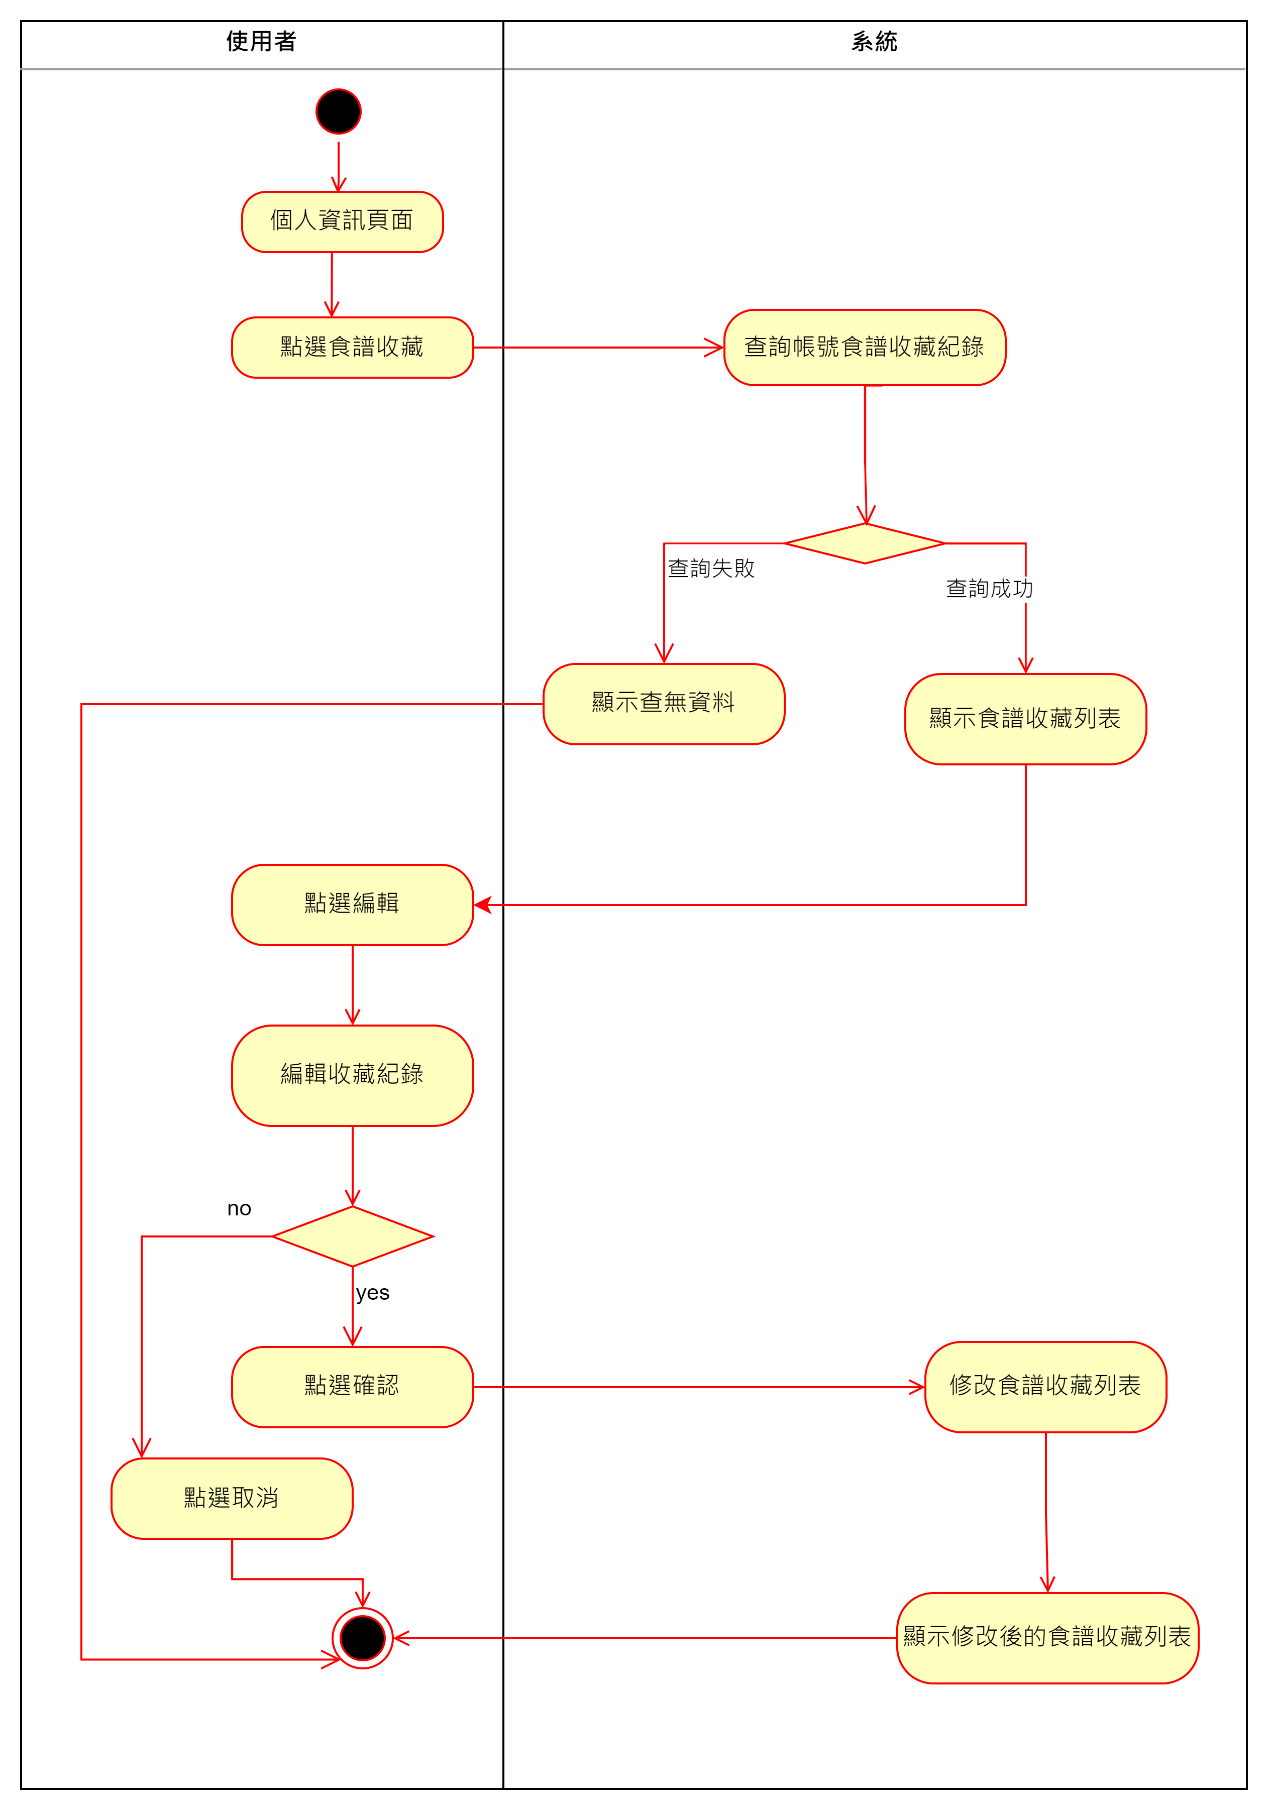 使用者
系統
個人資訊頁面
點選食譜收藏
查詢帳號食譜收藏紀錄
查詢失敗
查詢成功
顯示查無資料
顯示食譜收藏列表
點選編輯
編輯收藏紀錄
no
yes
點選確認
修改食譜收藏列表
點選取消
顯示修改後的食譜收藏列表